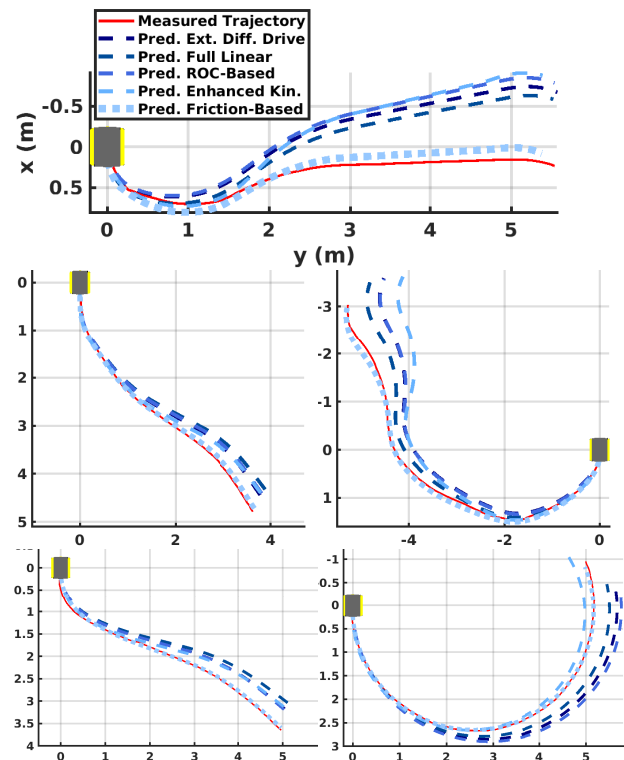 Measured Trajectory
Pred. Ext. Diff. Drive
Pred. Full Linear
Pred. ROC-Based
Pred. Enhanced Kin.
Pred. Friction-Based
x (m)
-0.5
0
0.5
0 1 2 3 4 5
y (m)
0
1
2
3
4
5
0 2 4
-3
-2
-1
0
1
-4 -2 0
0
0.5
1
1.5
2
2.5
3
3.5
4
0 1 2 3 4 5
-1
-0.5
0
0.5
1
1.5
2
2.5
3
0 1 2 3 4 5